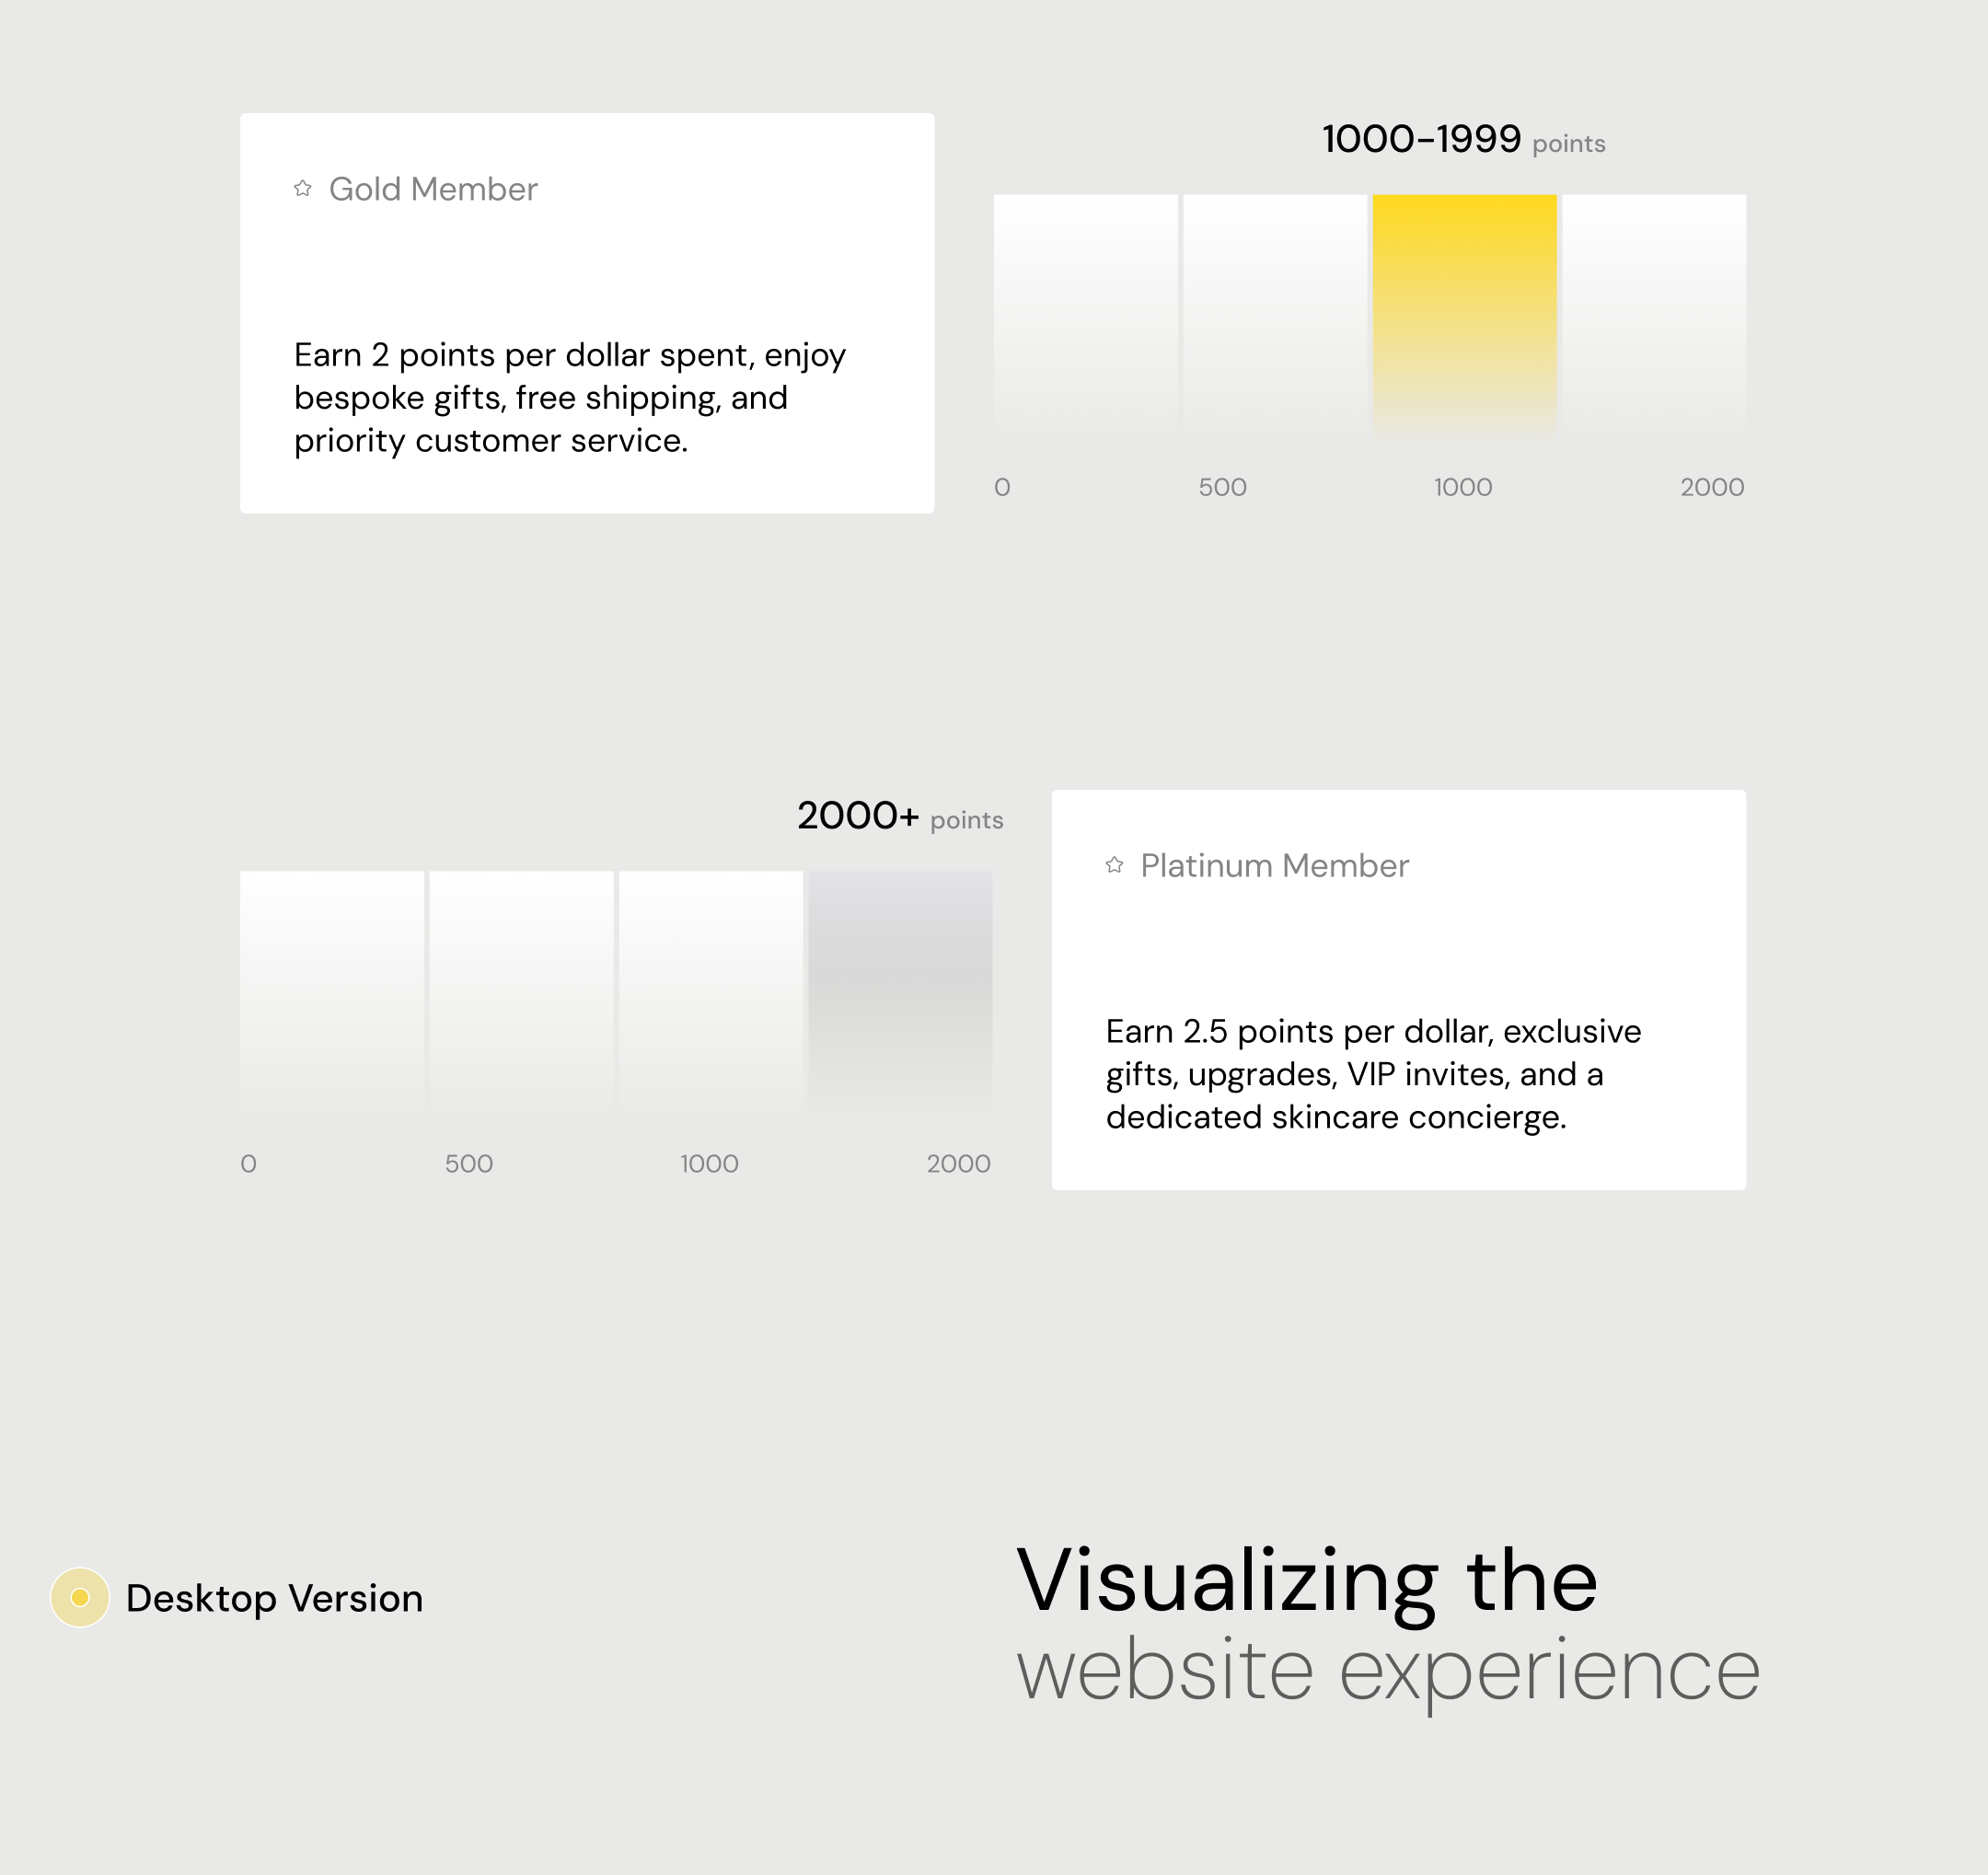 Gold Member
Earn 2 points per dollar spent, enjoy
bespoke gifts, free shipping, and
priority customer service.
1000-1999 points
0 500 1000 2000
2000+ points
0 500 1000 2000
Platinum Member
Earn 2.5 points per dollar, exclusive
gifts, upgrades, VIP invites, and a
dedicated skincare concierge.
Desktop Version
Visualizing the
website experience